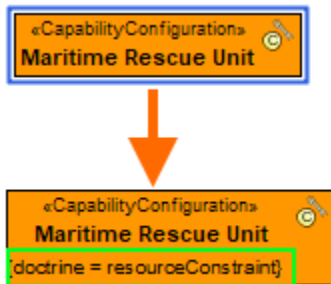 «CapabilityConfiguration»
Maritime Rescue Unit
C
«CapabilityConfiguration»
Maritime Rescue Unit
C
{doctrine = resourceConstraint}